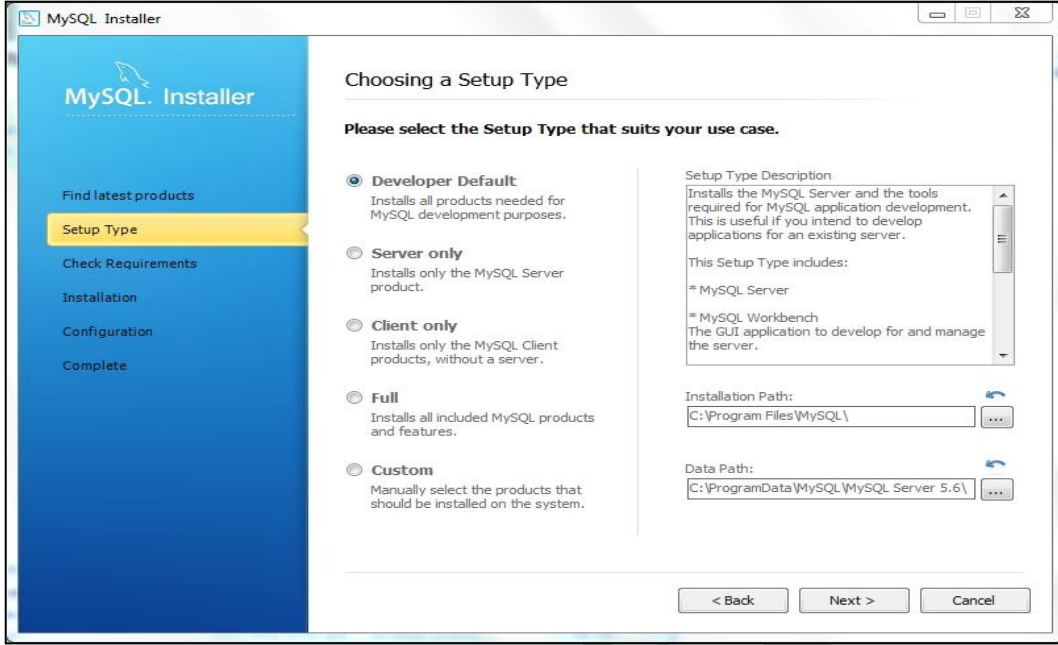 MySQL Installer
MySQL. Installer
Find latest products
Setup Type
Check Requirements
Installation
Configuration
Complete
Choosing a Setup Type
Please select the Setup Type that suits your use case.
Developer Default
Installs all products needed for
MySQL development purposes.
Server only
Installs only the MySQL Server
product.
Client only
Installs only the MySQL Client
products, without a server.
Full
Installs all included MySQL products
and features.
Custom
Manually select the products that
should be installed on the system.
Setup Type Description
Installs the MySQL Server and the tools
required for MySQL application development.
This is useful if you intend to develop
applications for an existing server.
This Setup Type includes:
* MySQL Server
* MySQL Workbench
The GUI application to develop for and manage
the server.
Installation Path:
C:\Program Files\MySQL\
...
Data Path:
C:\ProgramData\MySQL\MySQL Server 5.6\
...
< Back
Next >
Cancel